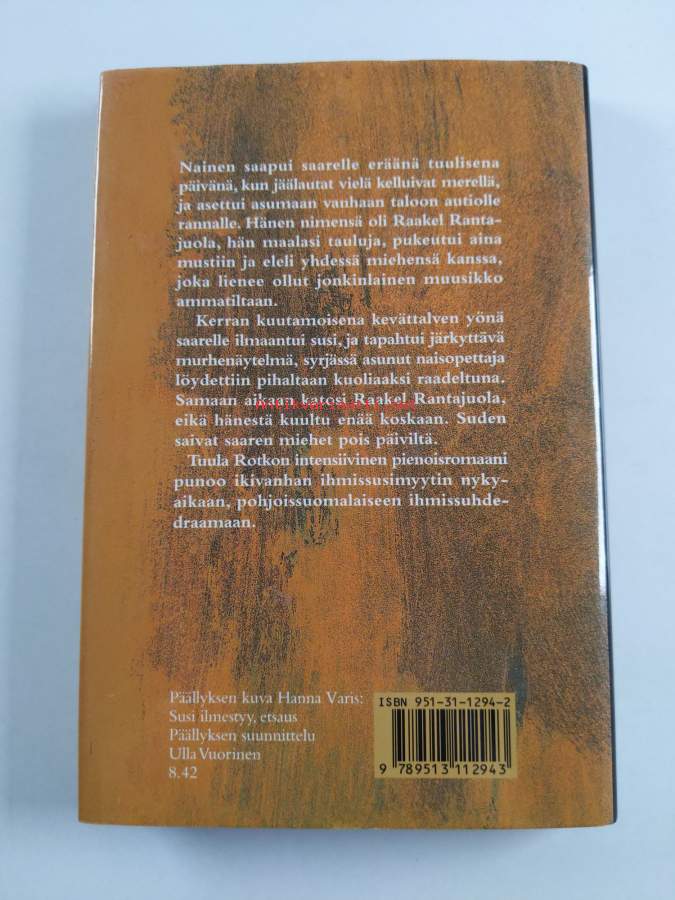 Nainen saapui saarelle eräänä tuulisena
päivänä, kun jäälautat vielä kelluivat merellä,
ja asettui asumaan vanhaan taloon autiolle
rannalle. Hänen nimensä oli Raakel Ranta-
juola, hän maalasi tauluja, pukeutui aina
mustiin ja eleli yhdessä miehensä kanssa,
joka lienee ollut jonkinlainen muusikko
ammatiltaan.
Kerran kuutamoisena kevättalven yönä
saarelle ilmaantui susi, ja tapahtui järkyttävä
murhenäytelmä, syrjässä asunut naisopettaja
löydettiin pihaltaan kuoliaaksi raadeltuna.
Samaan aikaan katosi Raakel Rantajuola,
eikä hänestä kuultu enää koskaan. Suden
saivat saaren miehet pois päiviltä.
Tuula Rotkon intensiivinen pienoisromaani
punoo ikivanhan ihmissusimyytin nyky-
aikaan, pohjoissuomalaiseen ihmissuhde-
draamaan.
Päällyksen kuva Hanna Varis:
Susi ilmestyy, etsaus
Päällyksen suunnittelu
Ulla Vuorinen
8.42
ISBN 951-31-1294-2
9 789513 112943